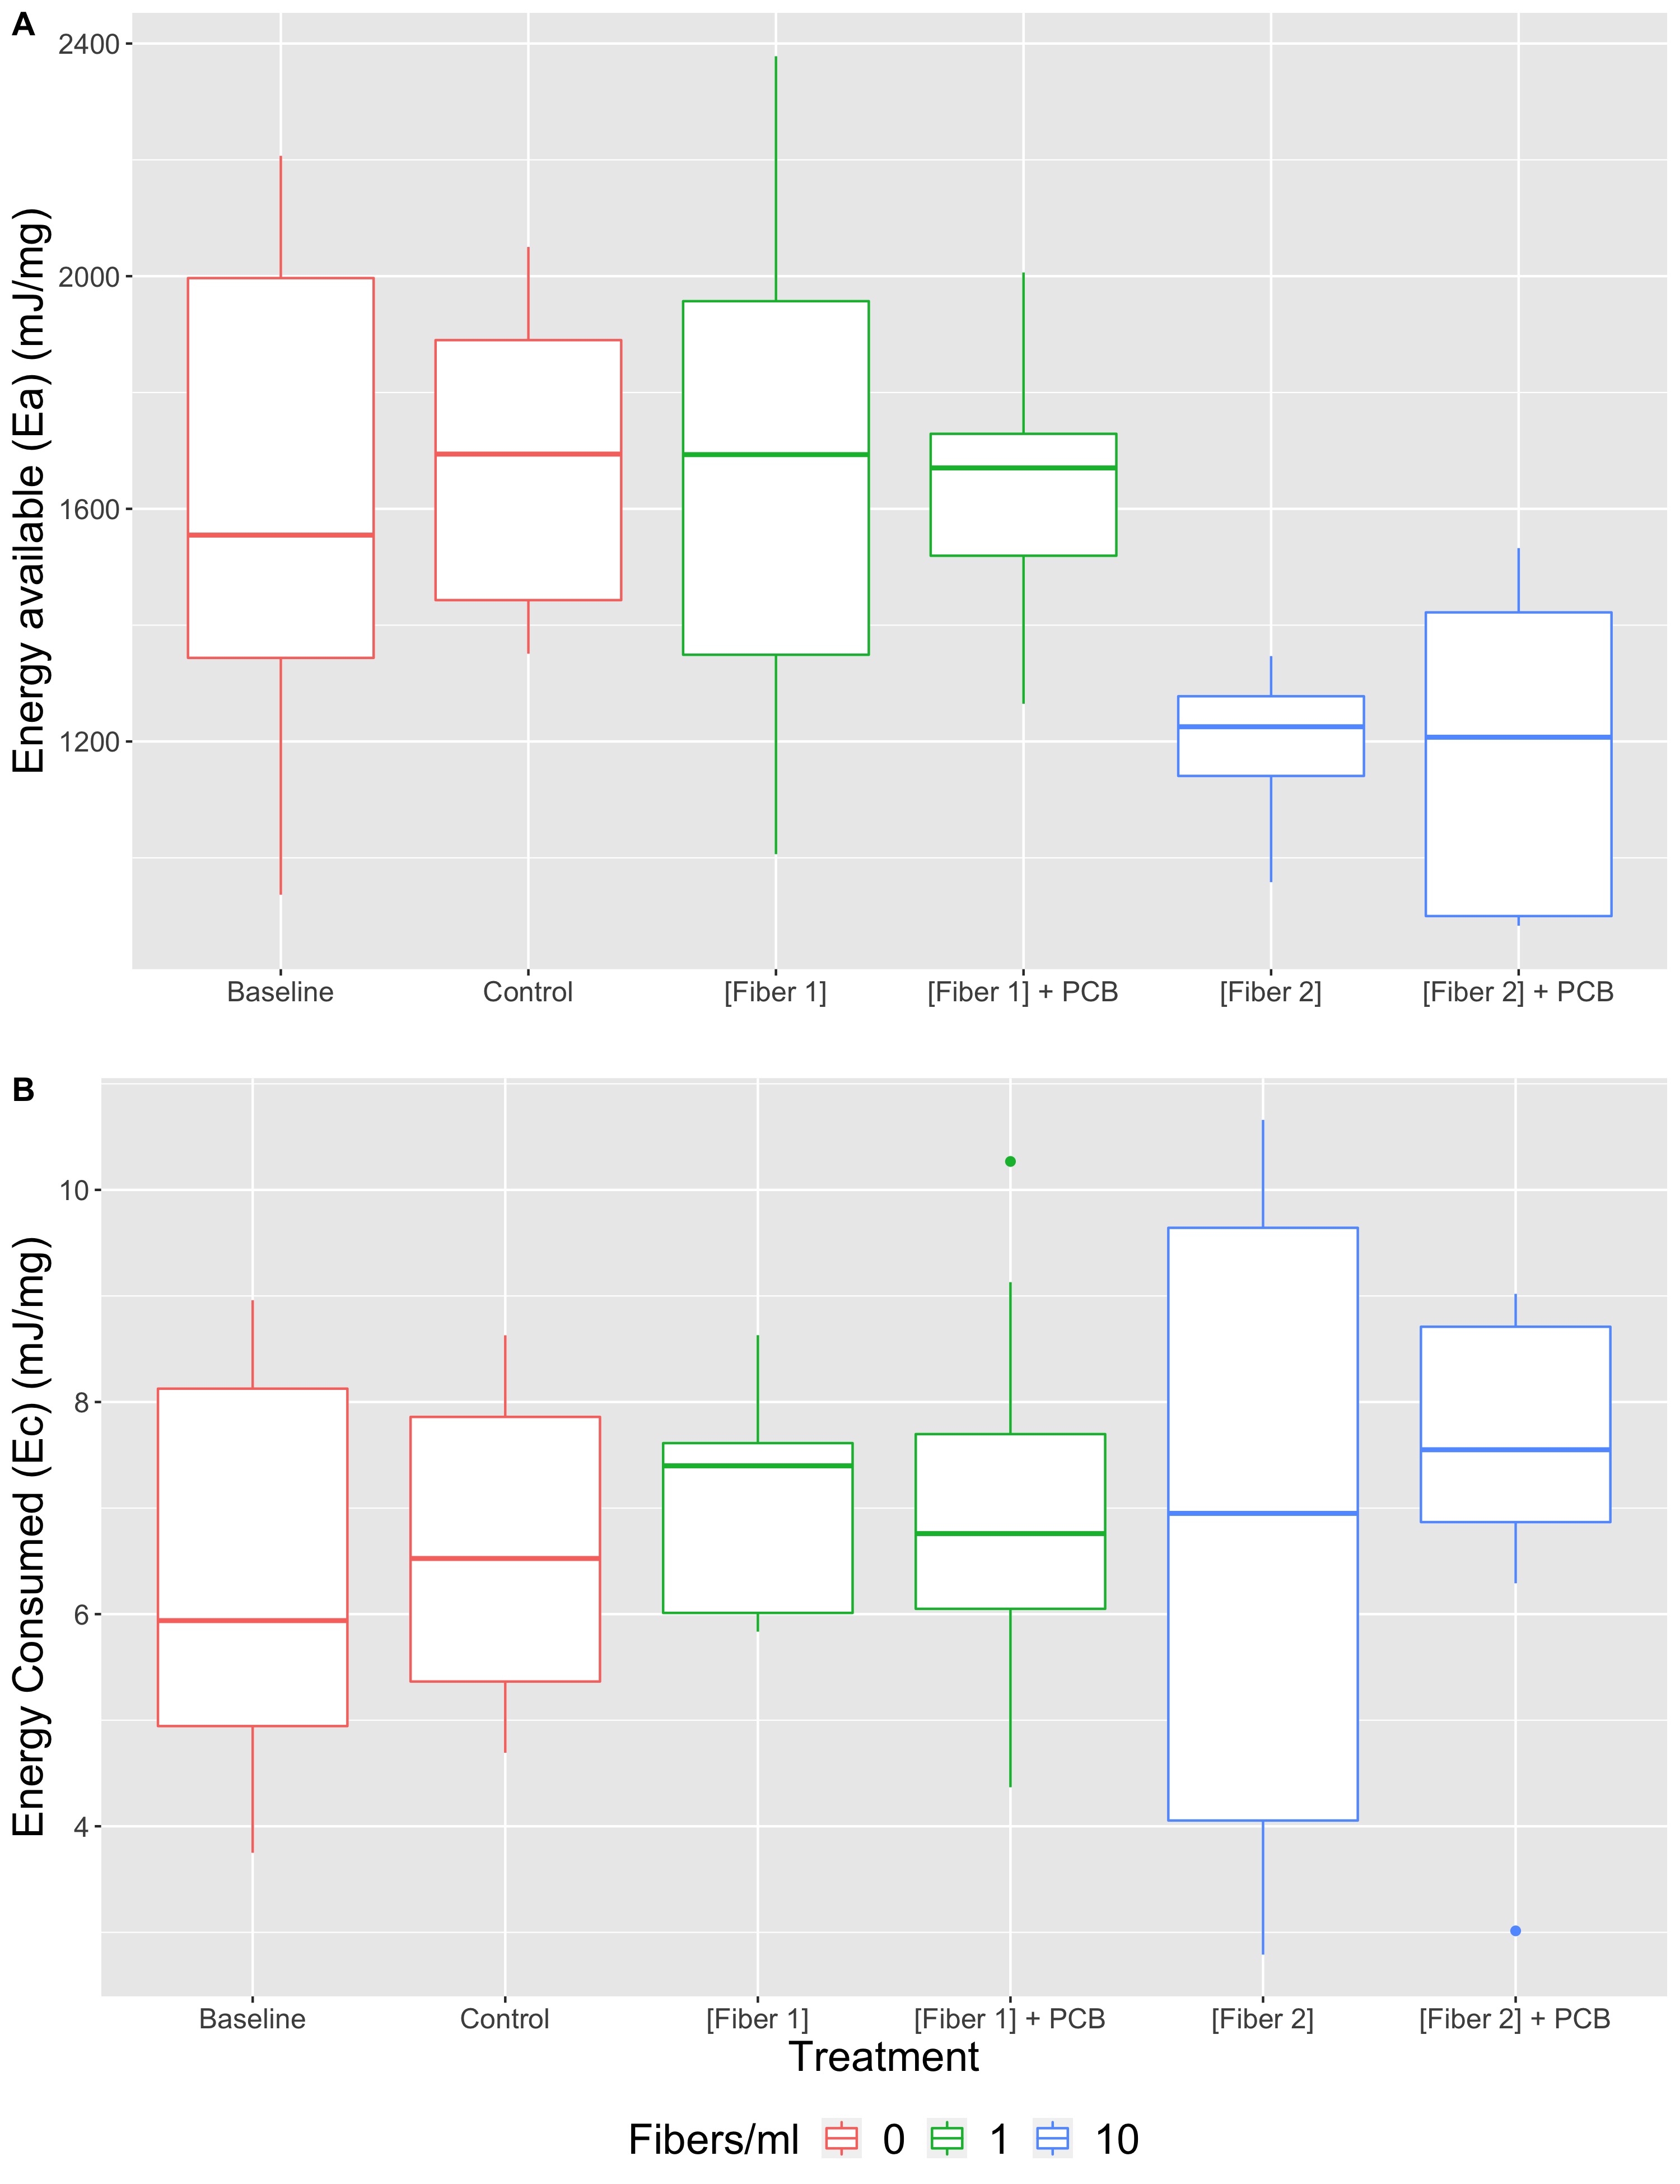 A
Energy available (Ea) (mJ/mg)
2400
2000
1600
1200
Baseline Control [Fiber 1] [Fiber 1] + PCB [Fiber 2] [Fiber 2] + PCB
B
Energy Consumed (Ec) (mJ/mg)
10
8
6
4
Baseline Control [Fiber 1] [Fiber 1] + PCB [Fiber 2] [Fiber 2] + PCB
Treatment
Fibers/ml 0 1 10